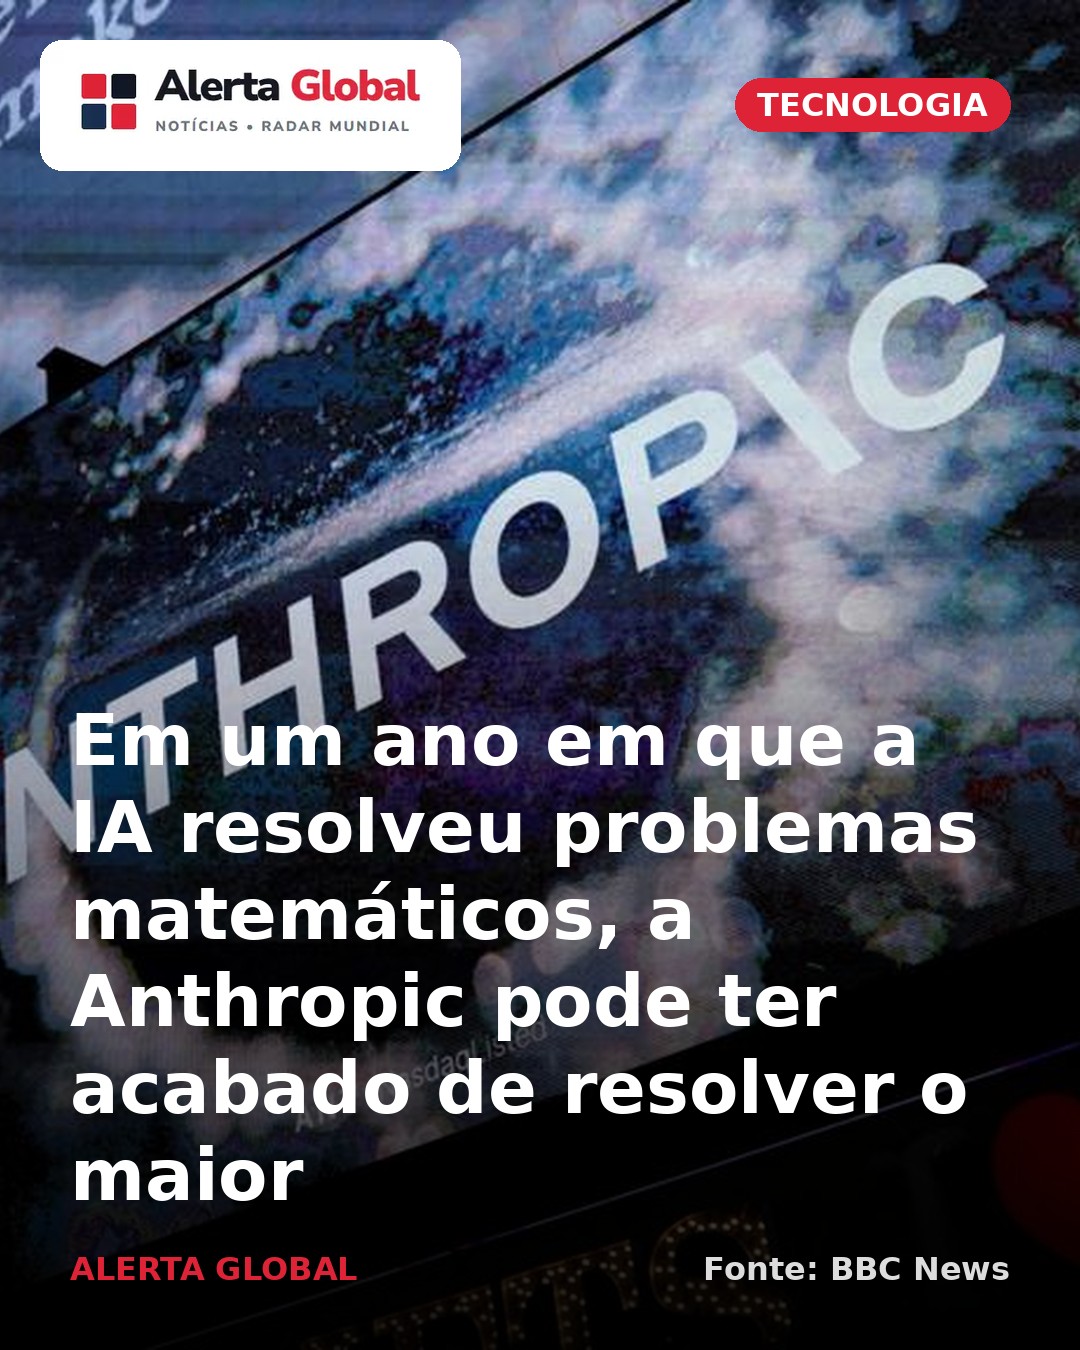 Alerta Global
NOTÍCIAS • RADAR MUNDIAL
TECNOLOGIA
NTHROPIC
Em um ano em que a
IA resolveu problemas
matemáticos, a
Anthropic pode ter
acabado de resolver o
maior
ALERTA GLOBAL
Fonte: BBC News